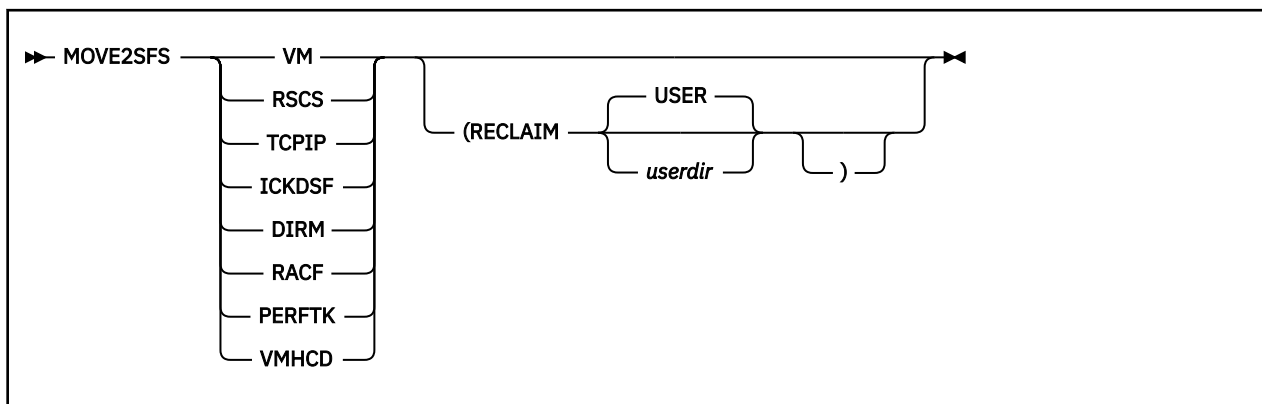 MOVE2SFS VM
RSCS USER
TCPIP (RECLAIM
ICKDSF userdir )
DIRM
RACF
PERFTK
VMHCD